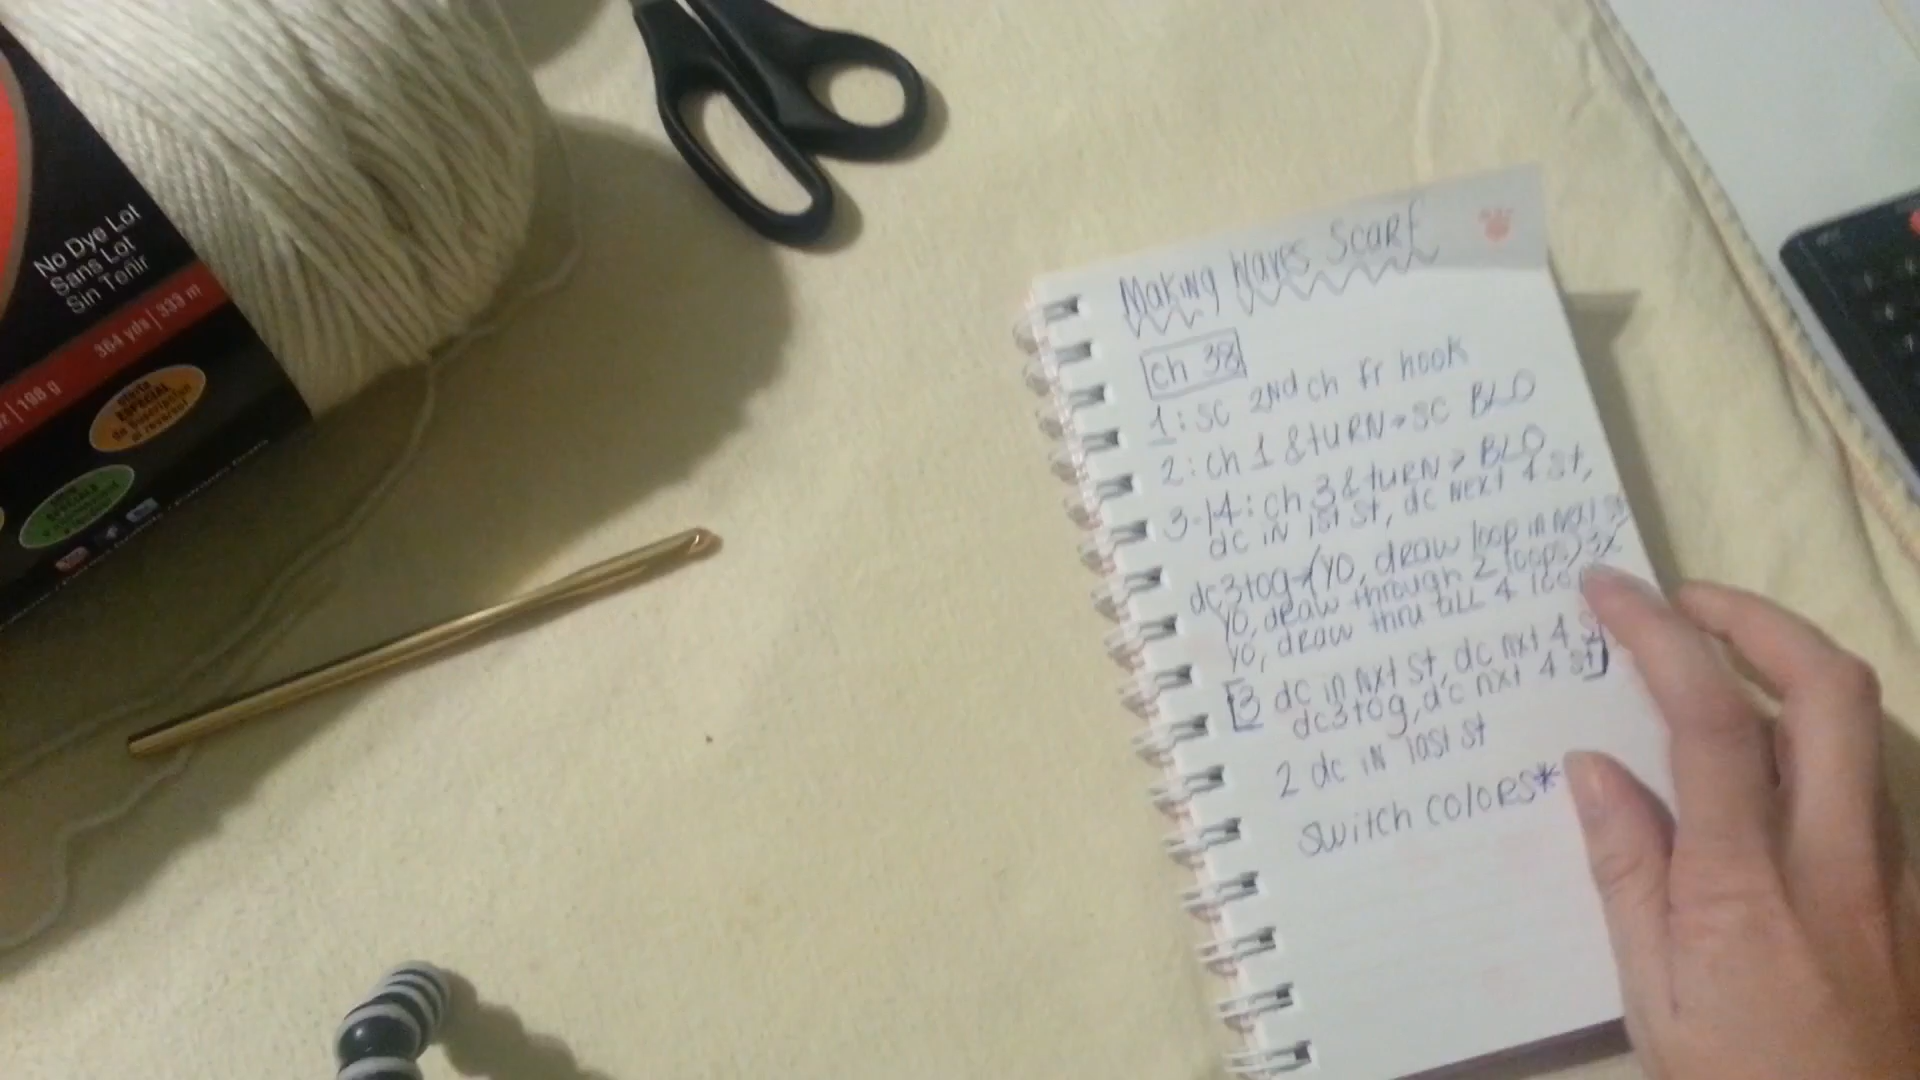 No Dye Lot
Sans Lot
Sin Teñir
364 yds | 333 m
oz | 198 g
oferta
ESPECIAL
Making Waves Scarf
ch 38
1: SC 2nd ch fr hook
2: Ch 1 & turn → SC BLO
3-14: ch 3 & turn → BLO
dc in 1st st, dc next 4 st,
dc3tog → (YO, draw loop in next st
YO, draw through 2 loops) 3x
YO, draw thru all 4 loops
[3 dc in nxt st, dc nxt 4 st
dc3tog, dc nxt 4 st]
2 dc in last st
switch colors*